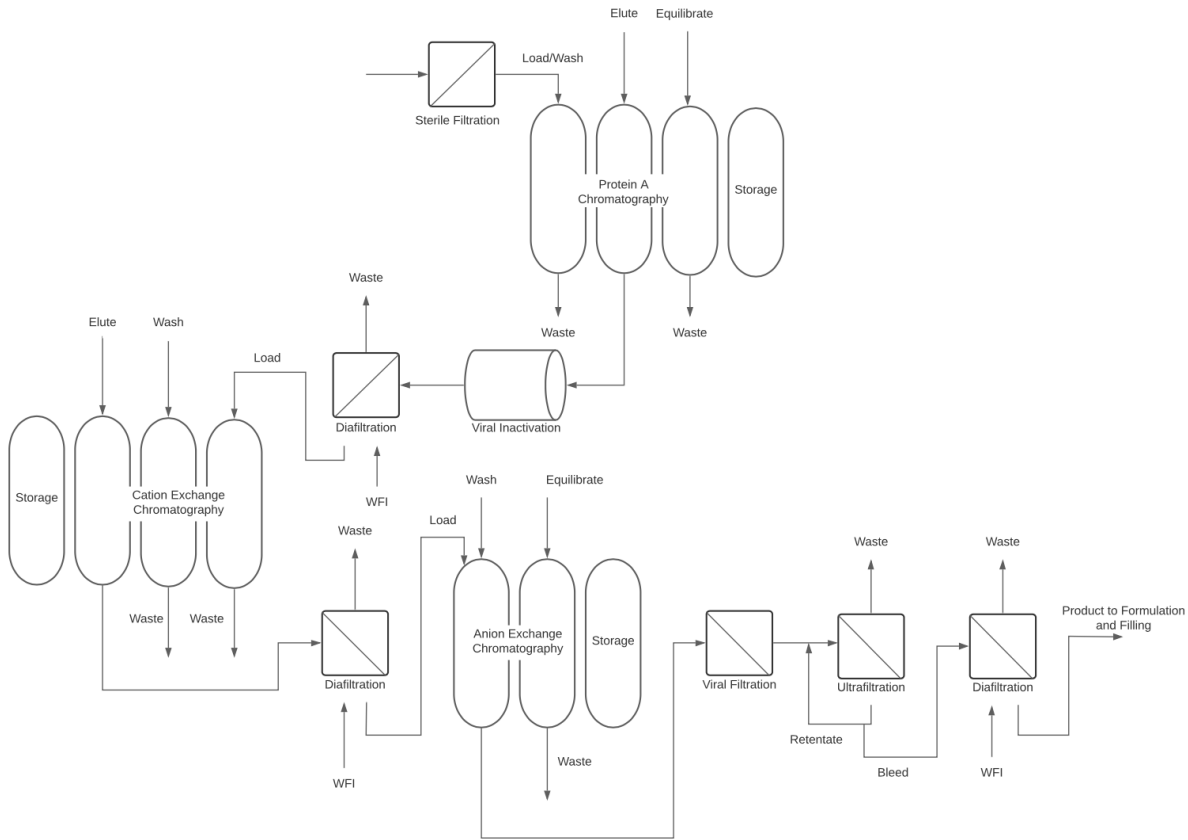 Elute
Equilibrate
Load/Wash
Sterile Filtration
Protein A
Chromatography
Storage
Waste
Waste
Waste
Elute
Wash
Load
Diafiltration
Viral Inactivation
Storage
Cation Exchange
Chromatography
WFI
Wash
Equilibrate
Waste
Load
Waste
Waste
Waste
Waste
Product to Formulation
and Filling
Anion Exchange
Chromatography
Storage
Diafiltration
Viral Filtration
Ultrafiltration
Diafiltration
Retentate
Waste
Bleed
WFI
WFI